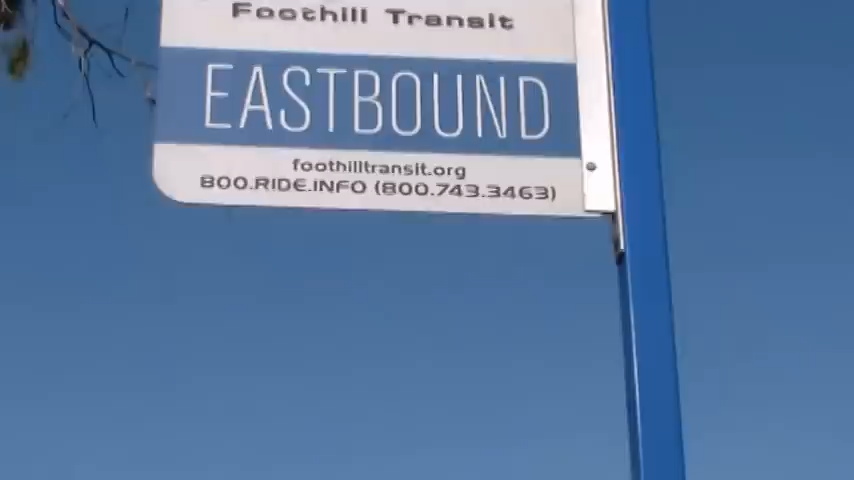 Foothill Transit
EASTBOUND
foothilltransit.org
800.RIDE.INFO (800.743.3463)